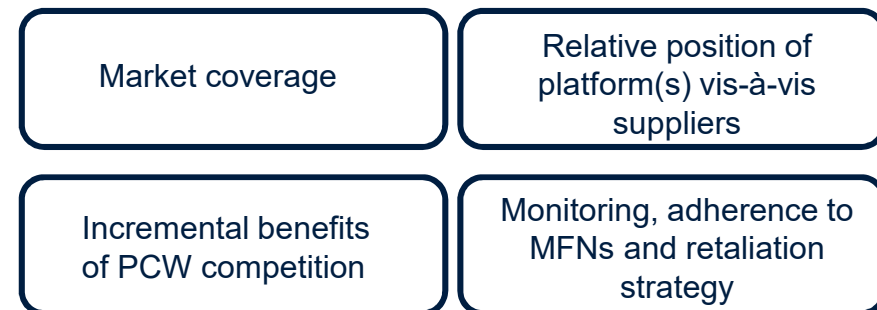 Market coverage
Relative position of
platform(s) vis-à-vis
suppliers
Incremental benefits
of PCW competition
Monitoring, adherence to
MFNs and retaliation
strategy